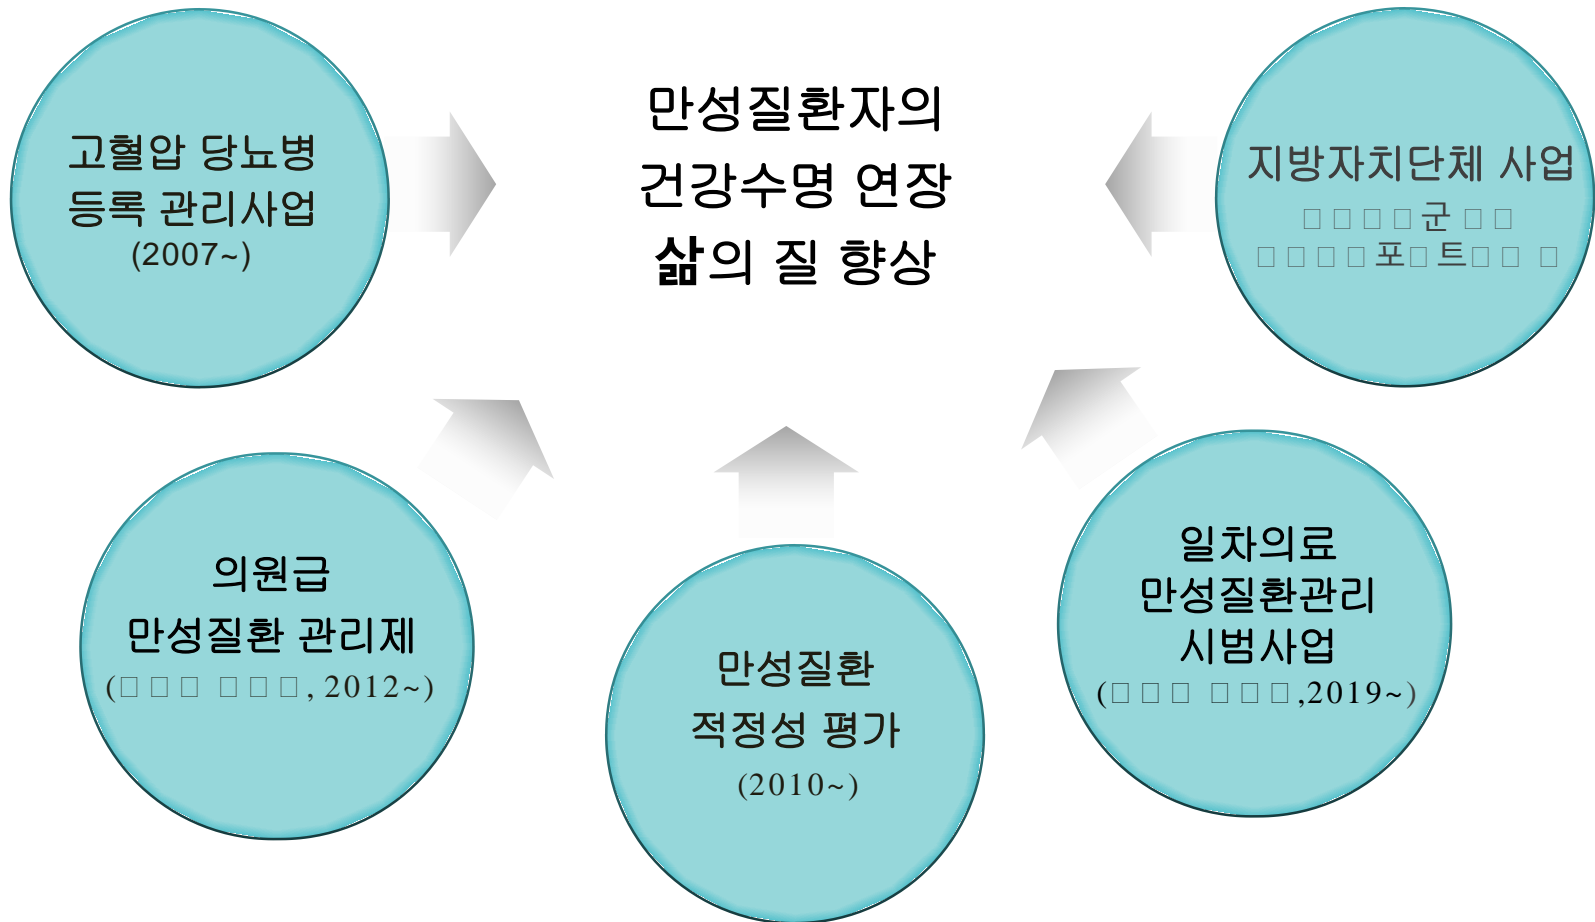 만성질환자의
건강수명 연장
삶의 질 향상
고혈압 당뇨병
등록 관리사업
(2007~)
지방자치단체 사업
의원급
만성질환 관리제
2012~)
만성질환
적정성 평가
(2010~)
일차의료
만성질환관리
시범사업
2019~)